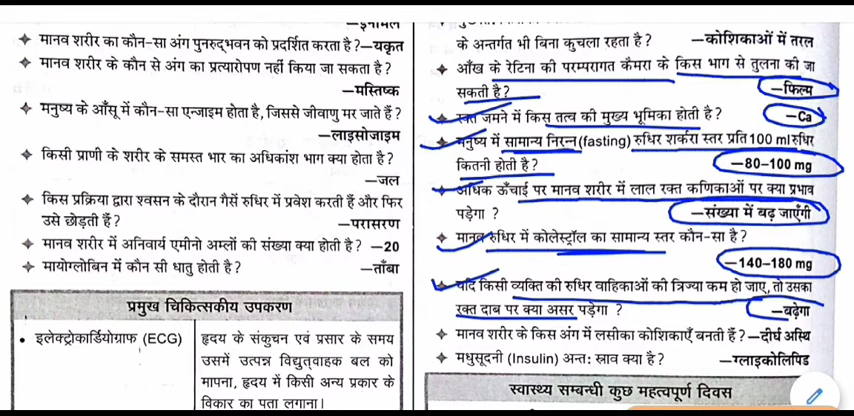 —इनामेल
❖ मानव शरीर का कौन-सा अंग पुनरुद्भवन को प्रदर्शित करता है?—यकृत
❖ मानव शरीर के कौन से अंग का प्रत्यारोपण नहीं किया जा सकता है?
—मस्तिष्क
❖ मनुष्य के आँसू में कौन-सा एन्जाइम होता है, जिससे जीवाणु मर जाते हैं?
—लाइसोजाइम
❖ किसी प्राणी के शरीर के समस्त भार का अधिकांश भाग क्या होता है?
—जल
❖ किस प्रक्रिया द्वारा श्वसन के दौरान गैसें रुधिर में प्रवेश करती हैं और फिर
उसे छोड़ती हैं?
—परासरण
❖ मानव शरीर में अनिवार्य एमीनो अम्लों की संख्या क्या होती है? —20
❖ मायोग्लोबिन में कौन सी धातु होती है? —ताँबा
प्रमुख चिकित्सकीय उपकरण
• इलेक्ट्रोकार्डियोग्राफ (ECG)
हृदय के संकुचन एवं प्रसार के समय
उसमें उत्पन्न विद्युतवाहक बल को
मापना, हृदय में किसी अन्य प्रकार के
विकार का पता लगाना।
के अन्तर्गत भी बिना कुचला रहता है? —कोशिकाओं में तरल
❖ आँख के रेटिना की परम्परागत कैमरा के किस भाग से तुलना की जा
सकती है? —फिल्म
❖ रक्त जमने में किस तत्व की मुख्य भूमिका होती है? —Ca
❖ मनुष्य में सामान्य निरन्न (fasting) रुधिर शर्करा स्तर प्रति 100 ml रुधिर
कितनी होती है? —80–100 mg
❖ अधिक ऊँचाई पर मानव शरीर में लाल रक्त कणिकाओं पर क्या प्रभाव
पड़ेगा ? —संख्या में बढ़ जाएँगी
❖ मानव रुधिर में कोलेस्ट्रॉल का सामान्य स्तर कौन-सा है?
—140–180 mg
❖ यदि किसी व्यक्ति की रुधिर वाहिकाओं की त्रिज्या कम हो जाए, तो उसका
रक्त दाब पर क्या असर पड़ेगा ? —बढ़ेगा
❖ मानव शरीर के किस अंग में लसीका कोशिकाएँ बनती हैं? —दीर्घ अस्थि
❖ मधुसूदनी (Insulin) अन्त: स्राव क्या है? —ग्लाइकोलिपिड
स्वास्थ्य सम्बन्धी कुछ महत्वपूर्ण दिवस